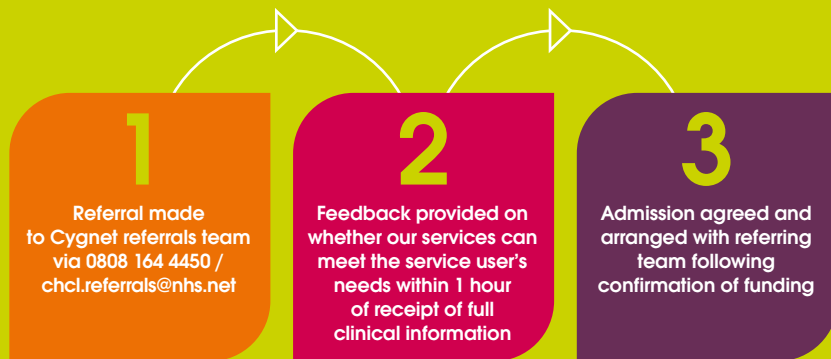 1
Referral made
to Cygnet referrals team
via 0808 164 4450 /
chcl.referrals@nhs.net
2
Feedback provided on
whether our services can
meet the service user's
needs within 1 hour
of receipt of full
clinical information
3
Admission agreed and
arranged with referring
team following
confirmation of funding